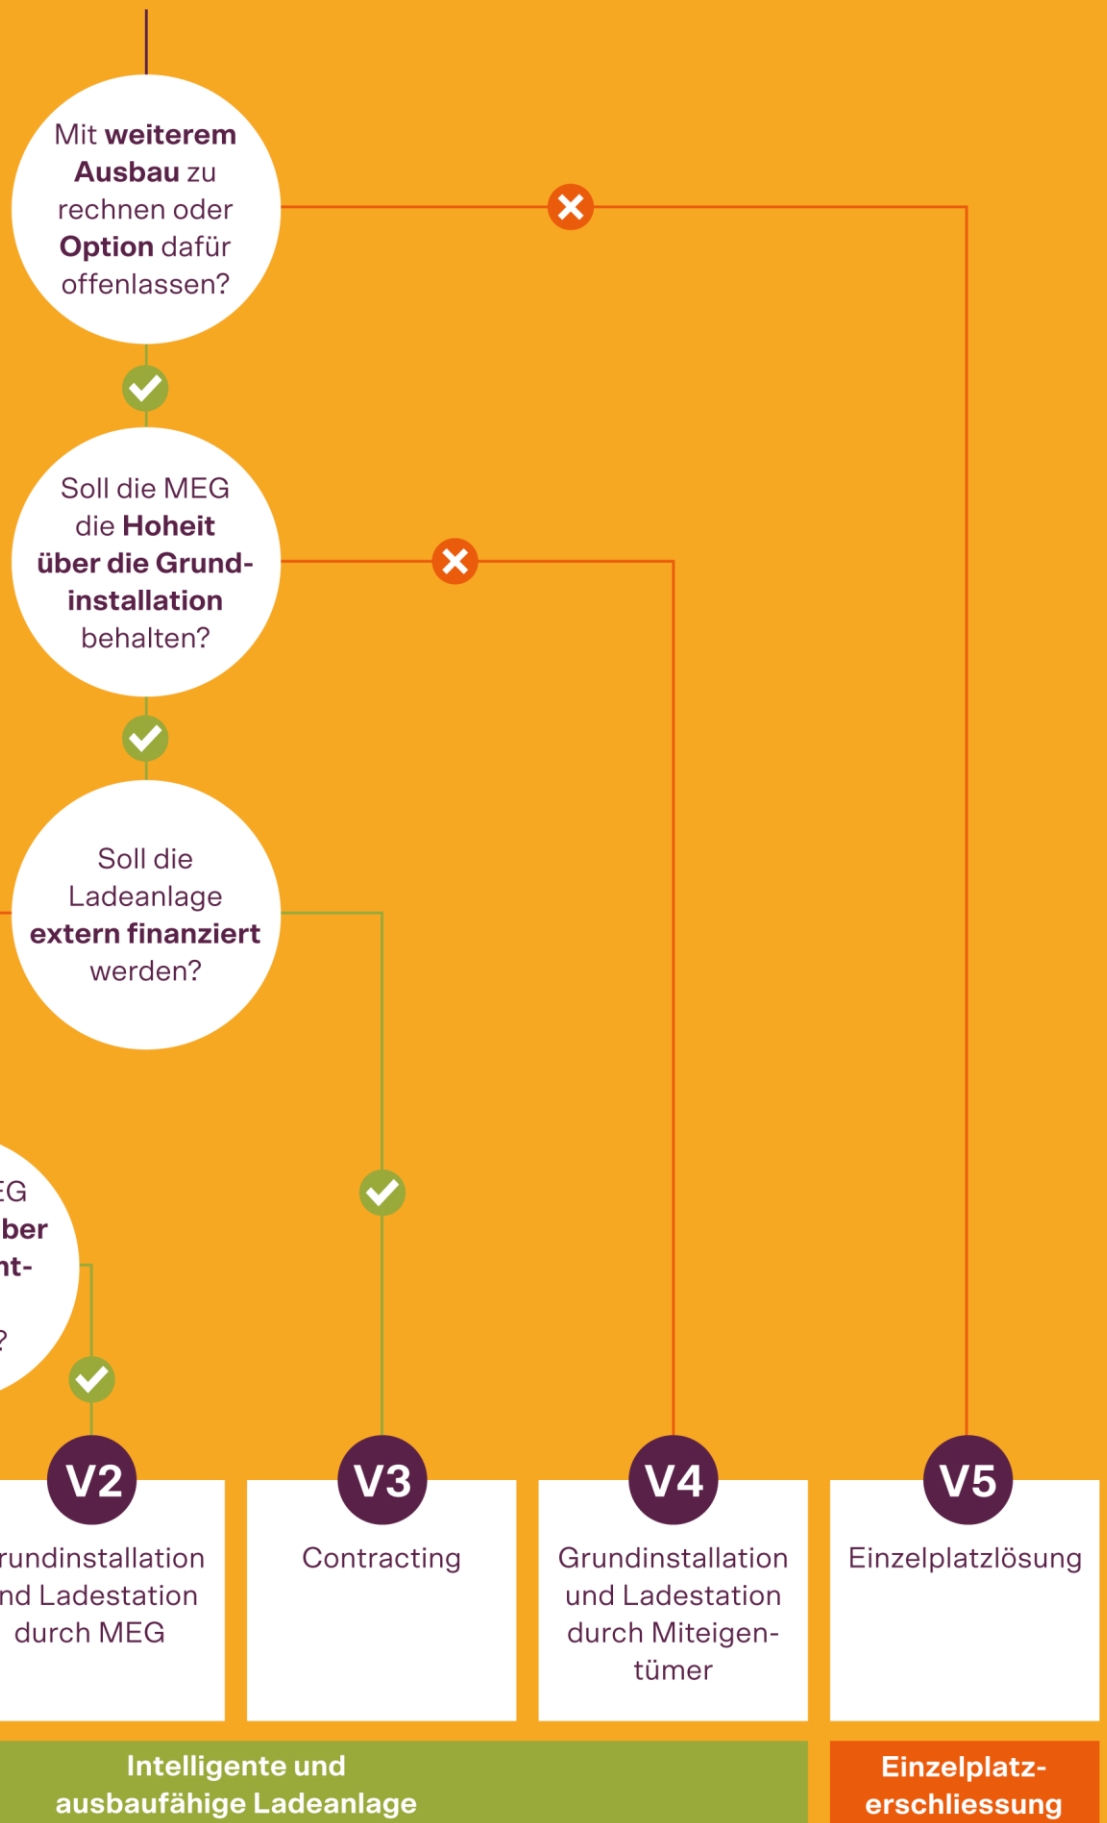 Mit weiterem
Ausbau zu
rechnen oder
Option dafür
offenlassen?
Soll die MEG
die Hoheit
über die Grund-
installation
behalten?
Soll die
Ladeanlage
extern finanziert
werden?
?
V2
V3
V4
V5
und Ladestation
durch MEG
Contracting
Grundinstallation
und Ladestation
durch Miteigen-
tümer
Einzelplatzlösung
Intelligente und
ausbaufähige Ladeanlage
Einzelplatz-
erschliessung